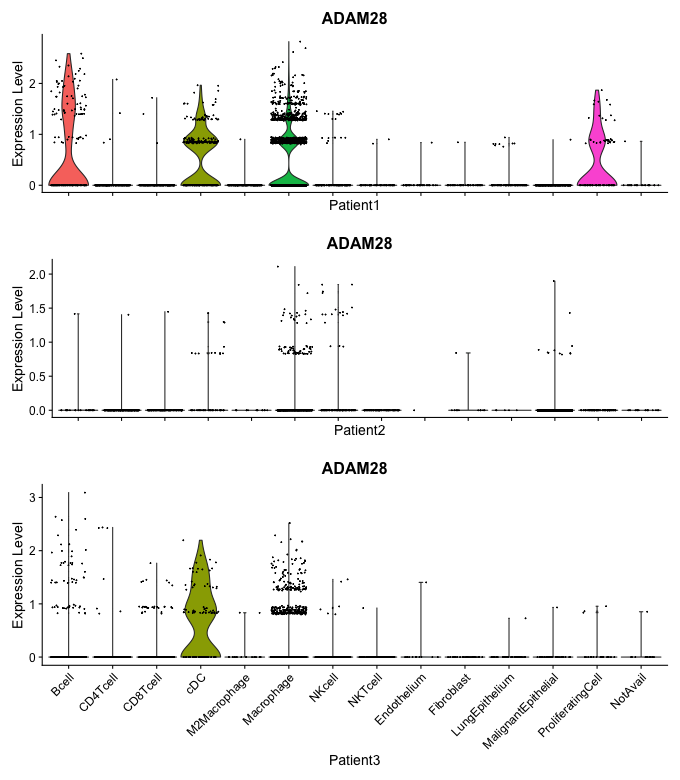 ADAM28
Expression Level
2
1
0
Patient1
ADAM28
Expression Level
2.0
1.5
1.0
0.5
0.0
Patient2
ADAM28
Expression Level
3
2
1
0
Bcell
CD4Tcell
CD8Tcell
cDC
M2Macrophage
Macrophage
NKcell
NKTcell
Endothelium
Fibroblast
LungEpithelium
MalignantEpithelial
ProliferatingCell
NotAvail
Patient3